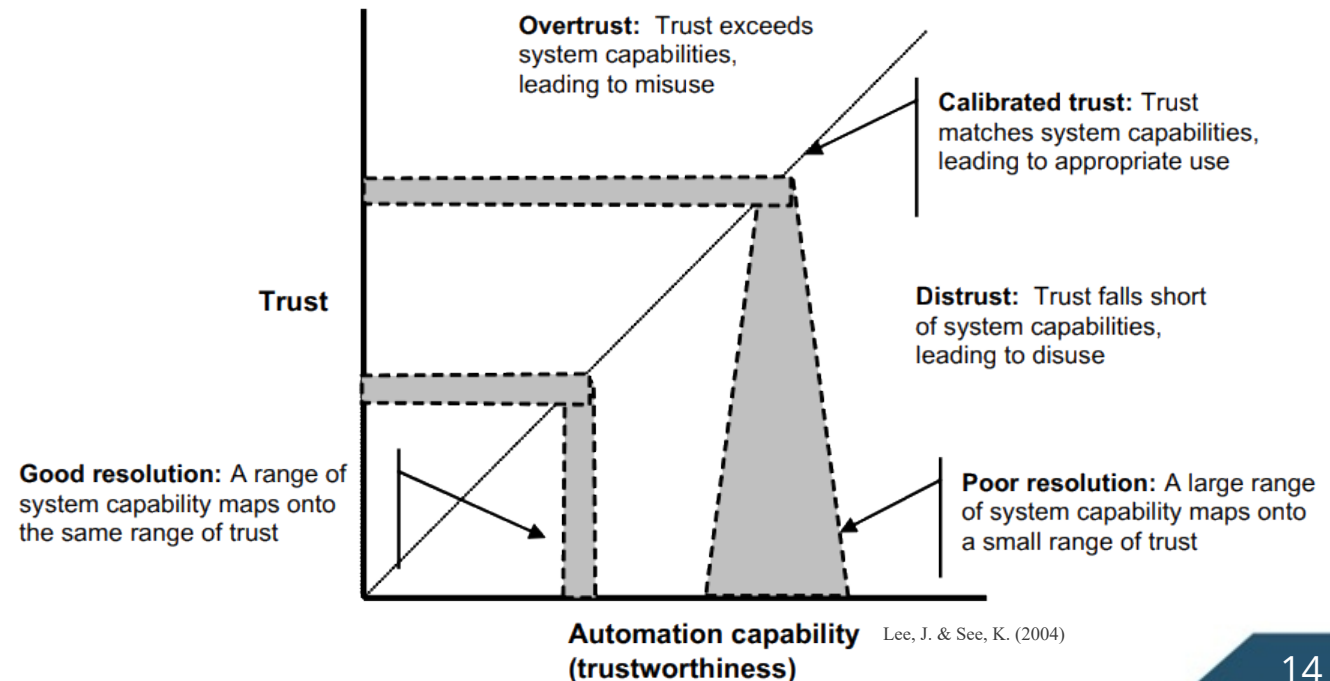 Overtrust: Trust exceeds
system capabilities,
leading to misuse
Calibrated trust: Trust
matches system capabilities,
leading to appropriate use
Trust
Distrust: Trust falls short
of system capabilities,
leading to disuse
Good resolution: A range of
system capability maps onto
the same range of trust
Poor resolution: A large range
of system capability maps onto
a small range of trust
Automation capability
(trustworthiness)
Lee, J. & See, K. (2004)
14